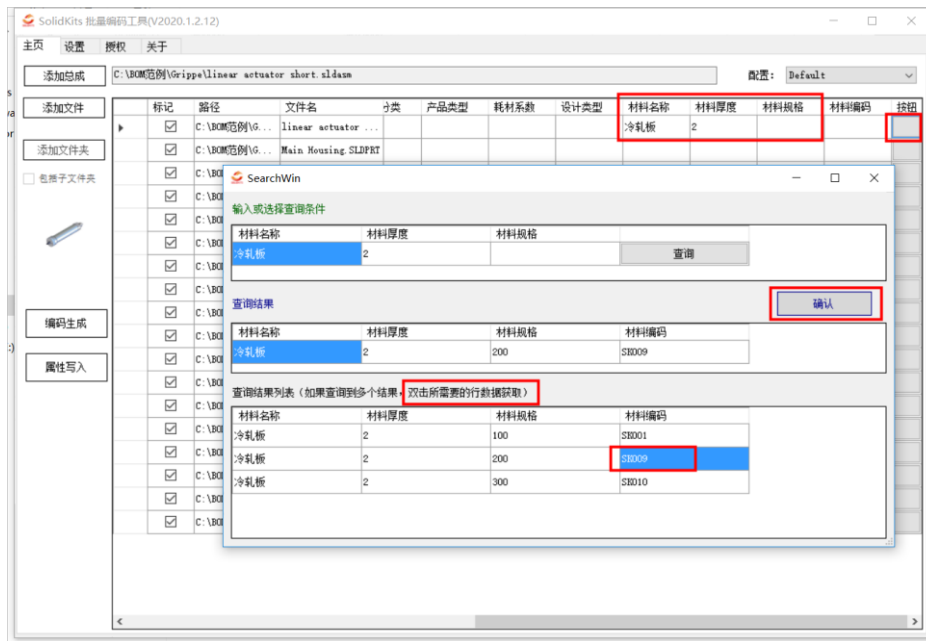 SolidKits 批量编码工具(V2020.1.2.12)
主页 设置 授权 关于
添加总成 C:\BOM范例\Grippe\linear actuator short.sldasm 配置: Default
添加文件 标记 路径 文件名 分类 产品类型 耗材系数 设计类型 材料名称 材料厚度 材料规格 材料编码 按钮
C:\BOM范例\G... linear actuator ... 冷轧板 2
添加文件夹 C:\BOM范例\G... Main Housing.SLDPRT
包括子文件夹
编码生成
属性写入
SearchWin
输入或选择查询条件
材料名称 材料厚度 材料规格
冷轧板 2 查询
查询结果 确认
材料名称 材料厚度 材料规格 材料编码
冷轧板 2 200 SK009
查询结果列表(如果查询到多个结果,双击所需要的行数据获取)
材料名称 材料厚度 材料规格 材料编码
冷轧板 2 100 SK001
冷轧板 2 200 SK009
冷轧板 2 300 SK010